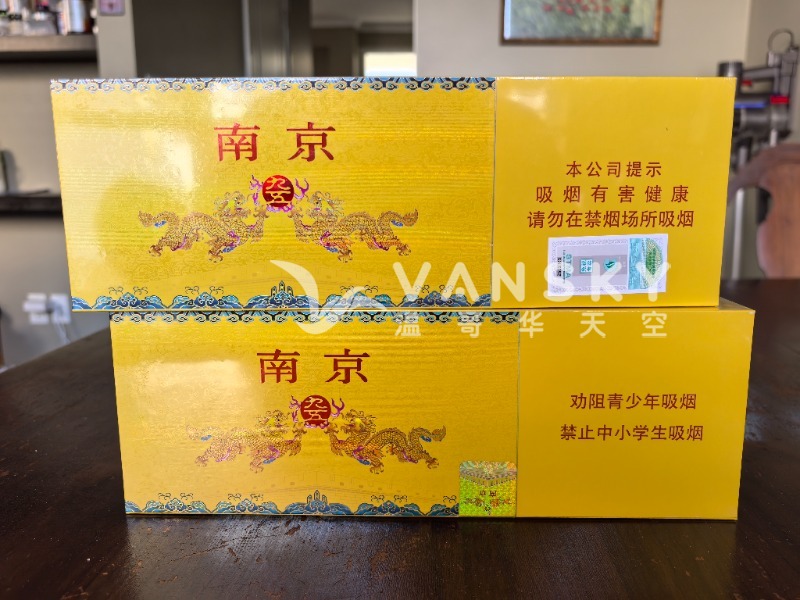 南京
九五
本公司提示
吸烟有害健康
请勿在禁烟场所吸烟
VANSKY
温哥华天空
南京
九五
劝阻青少年吸烟
禁止中小学生吸烟